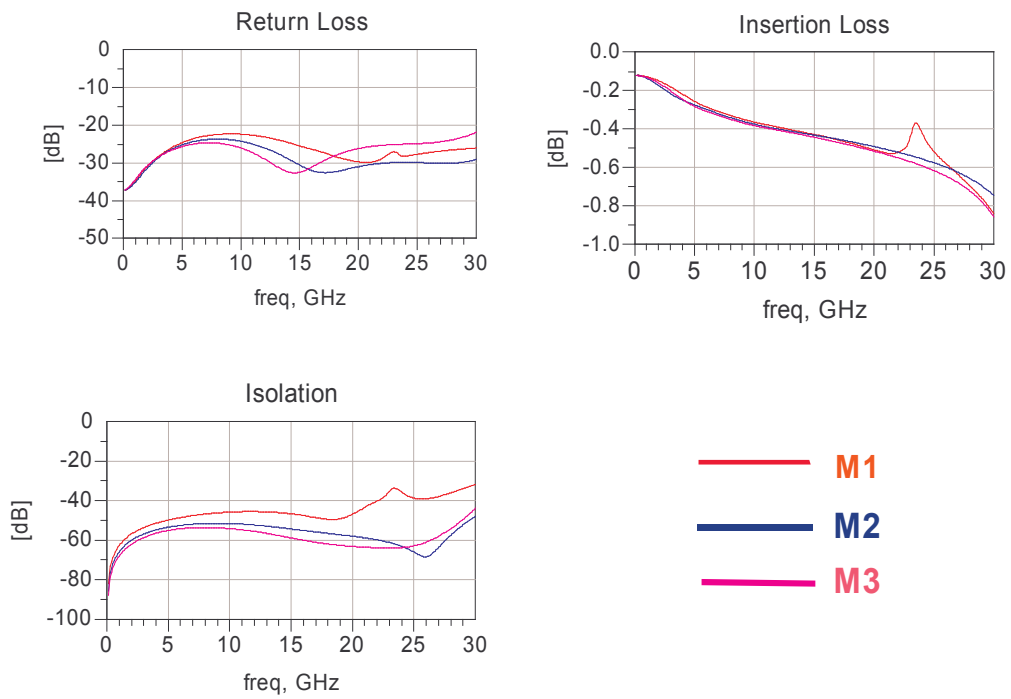 Return Loss
0
-10
-20
-30
-40
-50
[dB]
0 5 10 15 20 25 30
freq, GHz
Insertion Loss
0.0
-0.2
-0.4
-0.6
-0.8
-1.0
[dB]
0 5 10 15 20 25 30
freq, GHz
Isolation
0
-20
-40
-60
-80
-100
[dB]
0 5 10 15 20 25 30
freq, GHz
M1
M2
M3